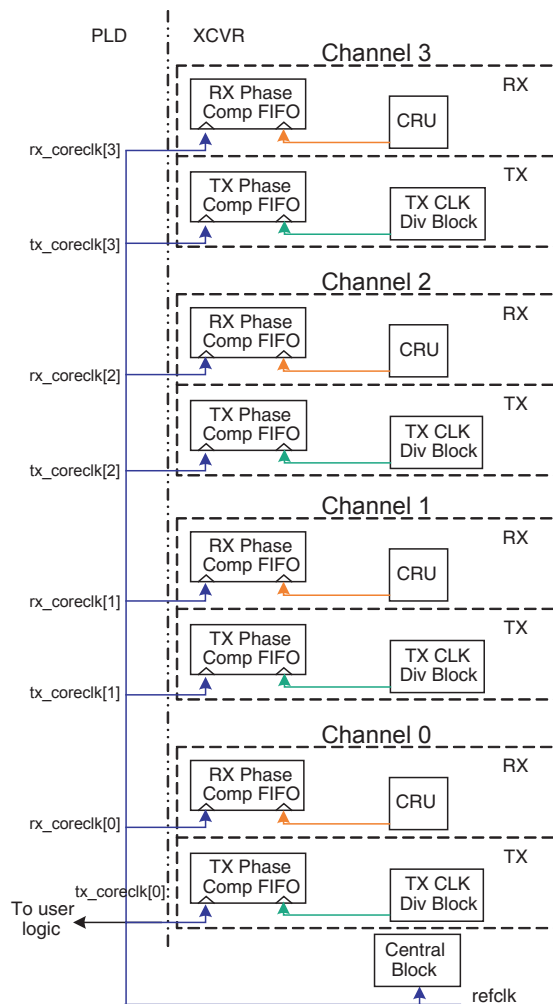 PLD
XCVR
Channel 3
RX Phase
Comp FIFO
CRU
RX
rx_coreclk[3]
TX Phase
Comp FIFO
TX CLK
Div Block
TX
tx_coreclk[3]
Channel 2
RX Phase
Comp FIFO
CRU
RX
rx_coreclk[2]
TX Phase
Comp FIFO
TX CLK
Div Block
TX
tx_coreclk[2]
Channel 1
RX Phase
Comp FIFO
CRU
RX
rx_coreclk[1]
TX Phase
Comp FIFO
TX CLK
Div Block
TX
tx_coreclk[1]
Channel 0
RX Phase
Comp FIFO
CRU
RX
rx_coreclk[0]
TX Phase
Comp FIFO
TX CLK
Div Block
TX
tx_coreclk[0]
To user
logic
Central
Block
refclk